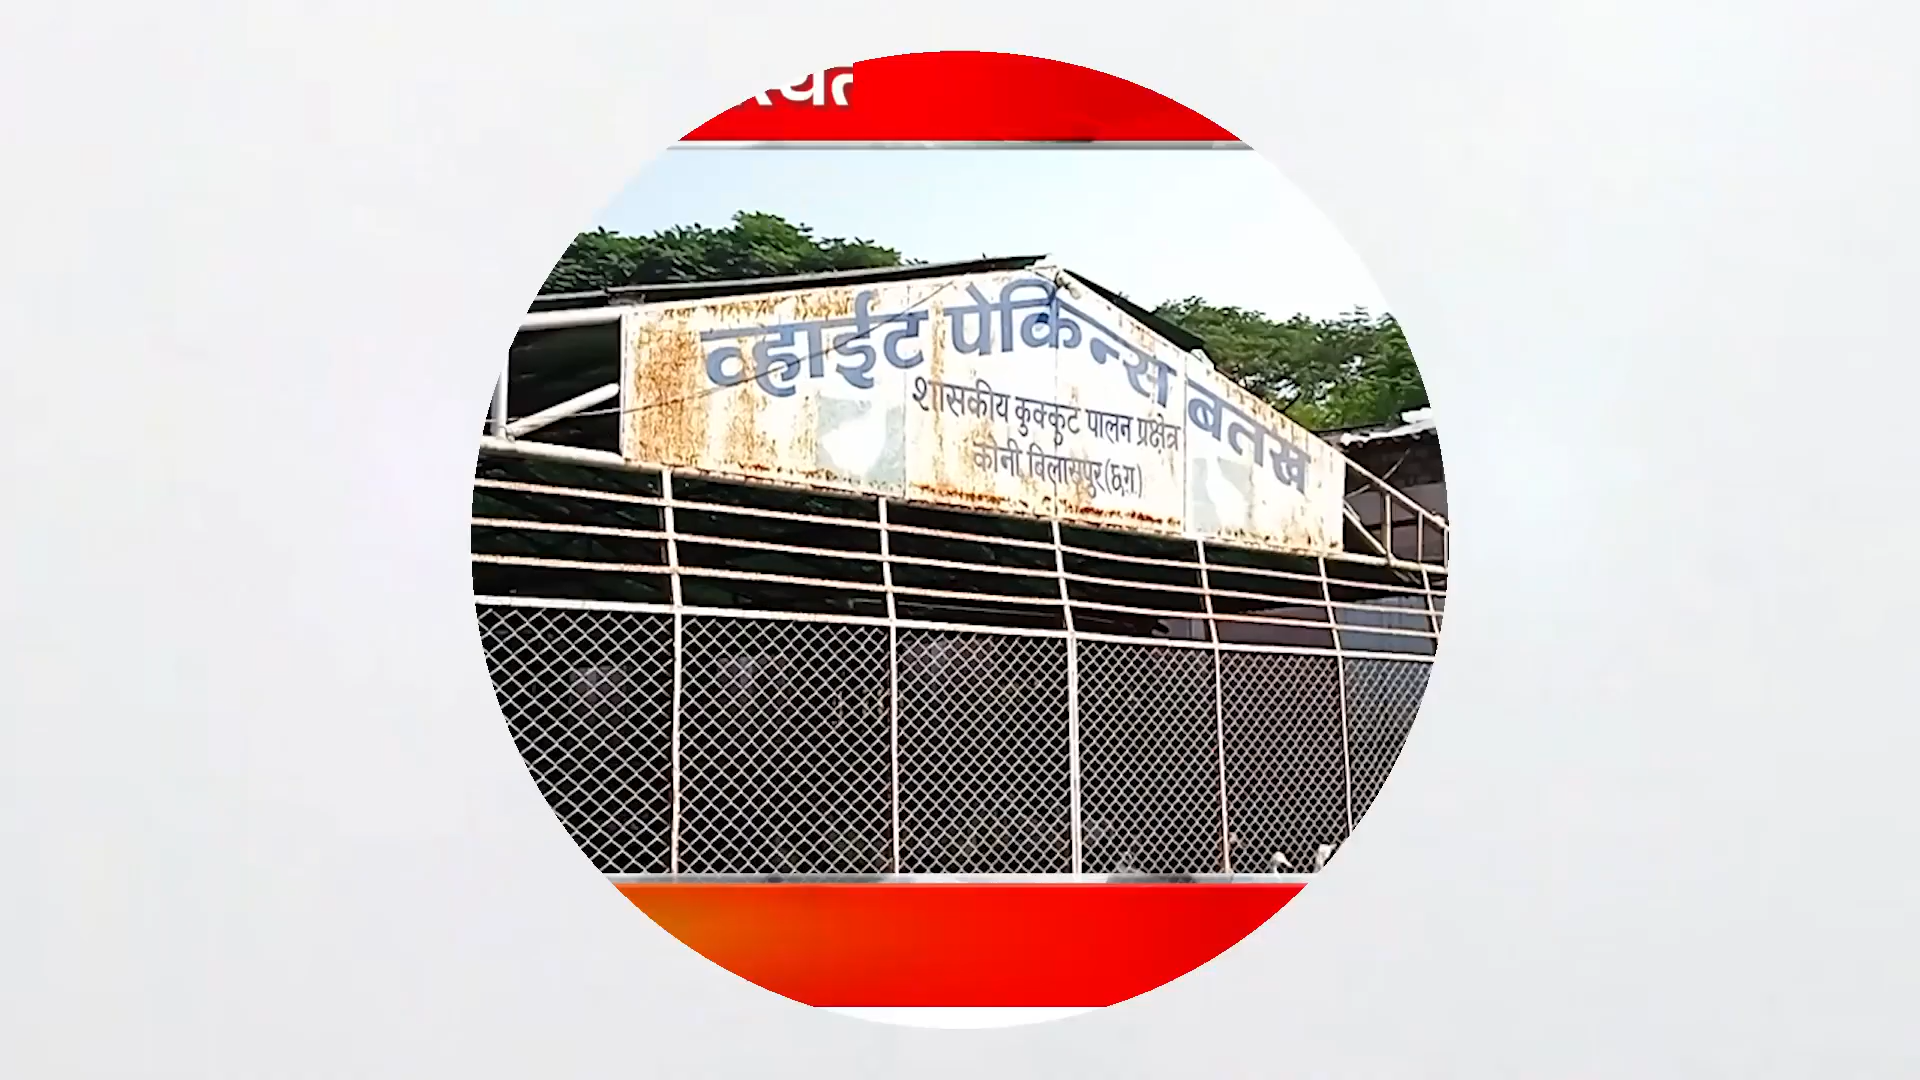 व्हाईट पेकिन्स बतख
शासकीय कुक्कुट पालन प्रक्षेत्र
कोनी, बिलासपुर(छ.ग.)